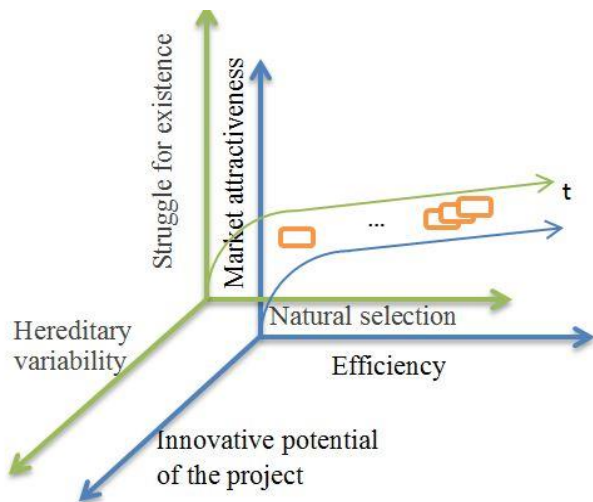 Struggle for
existence
Market attractiveness
t
...
Hereditary
variability
Natural selection
Efficiency
Innovative potential
of the project